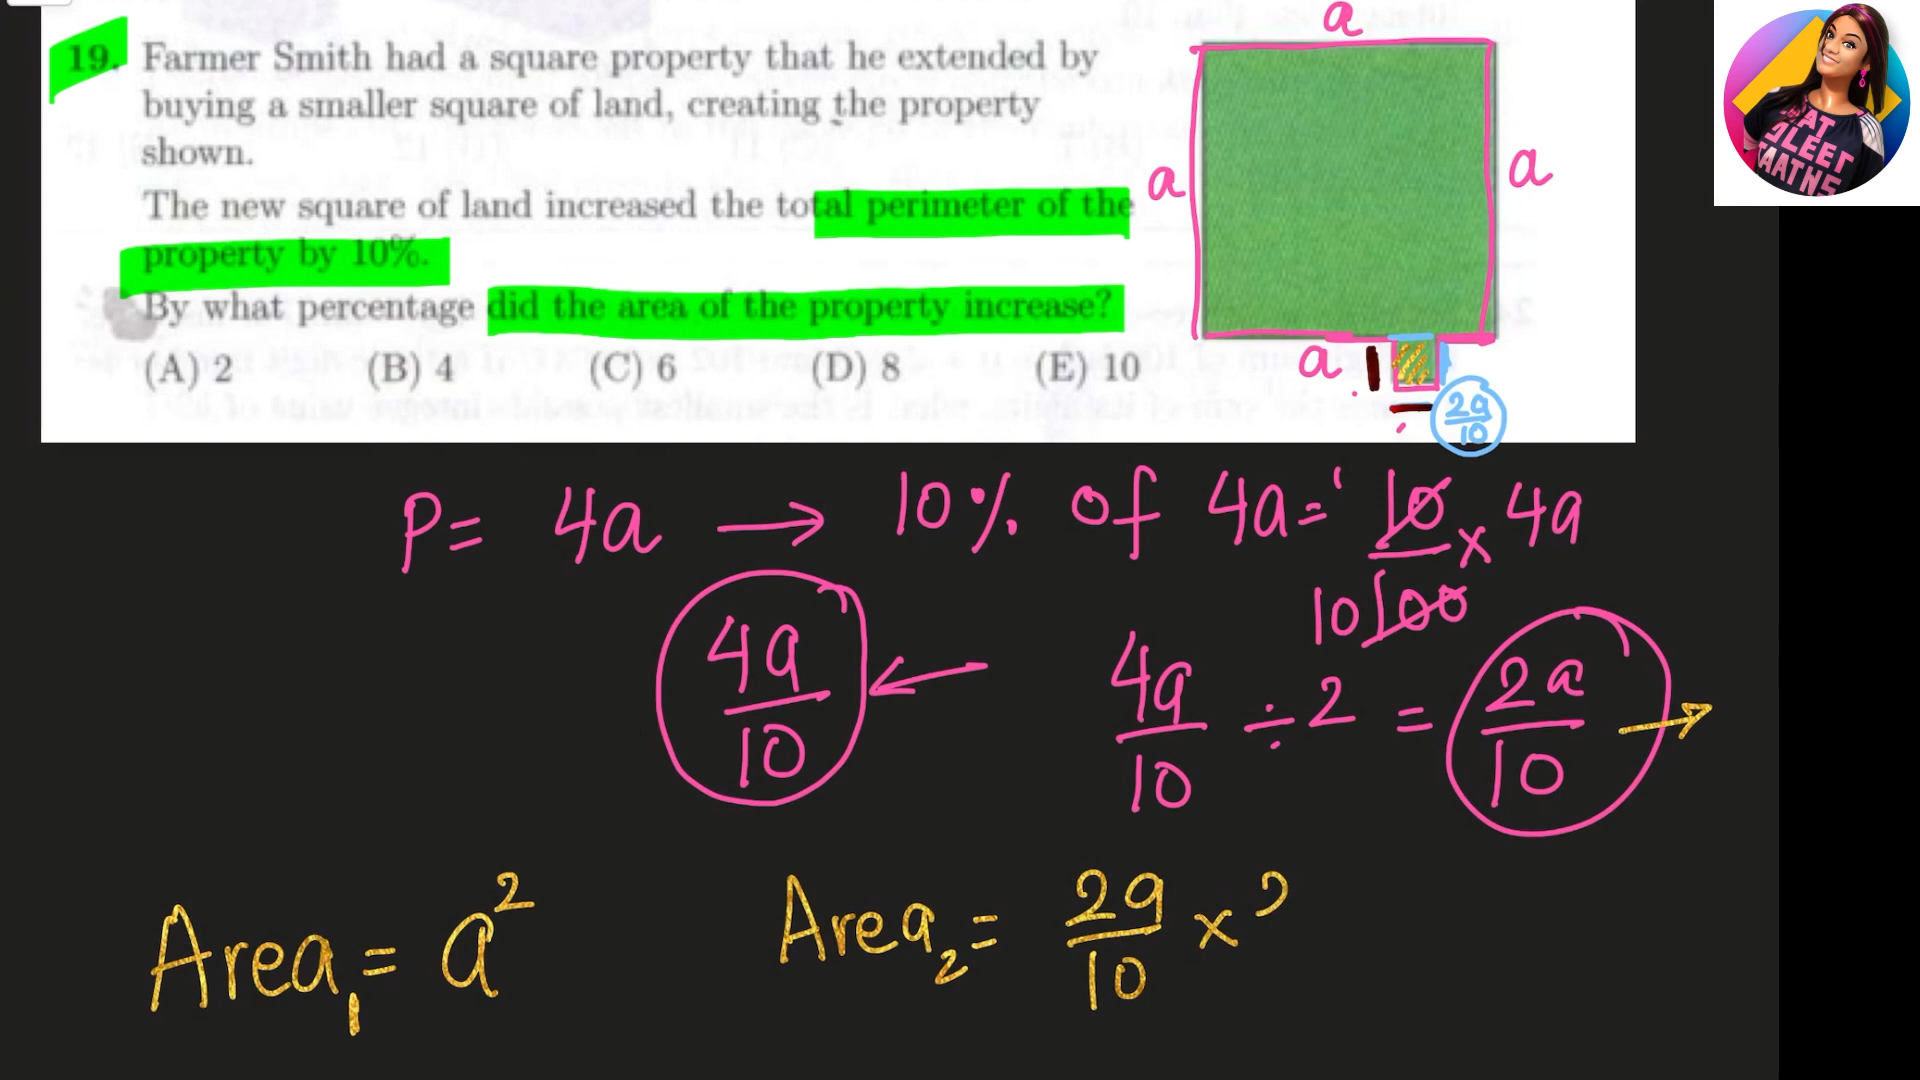 19. Farmer Smith had a square property that he extended by
buying a smaller square of land, creating the property
shown.
The new square of land increased the total perimeter of the
property by 10%.
By what percentage did the area of the property increase?
(A) 2 (B) 4 (C) 6 (D) 8 (E) 10
a
a
a
a
2a/10
P = 4a → 10% of 4a = 10/100 × 4a
1
10
4a/10 ← 4a/10 ÷ 2 = 2a/10 →
Area₁ = a² Area₂ = 2a/10 ×